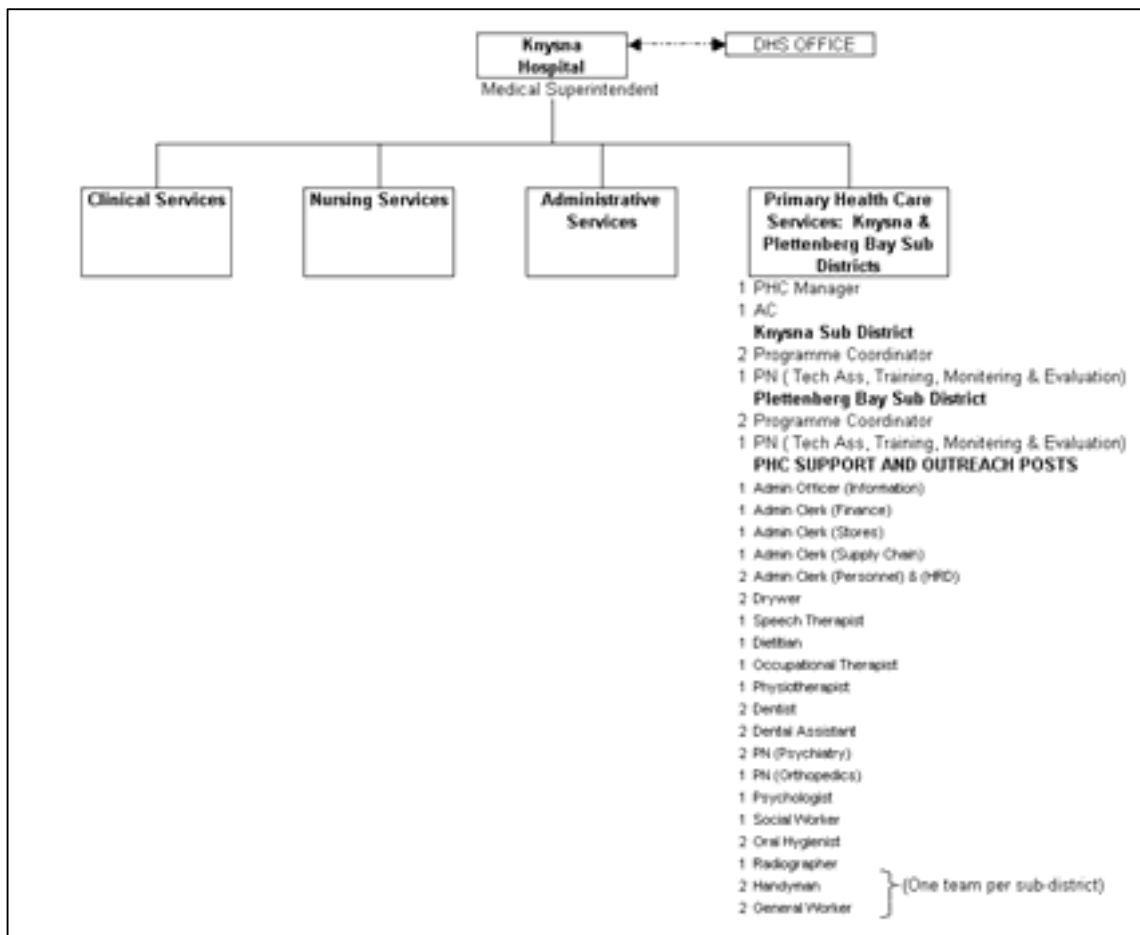 Knysna
Hospital
DHS OFFICE
Medical Superintendent
Clinical Services
Nursing Services
Administrative
Services
Primary Health Care
Services: Knysna &
Plettenberg Bay Sub
Districts
1 PHC Manager
1 AC
Knysna Sub District
2 Programme Coordinator
1 PN ( Tech Ass, Training, Monitering & Evaluation)
Plettenberg Bay Sub District
2 Programme Coordinator
1 PN ( Tech Ass, Training, Monitering & Evaluation)
PHC SUPPORT AND OUTREACH POSTS
1 Admin Officer (Information)
1 Admin Clerk (Finance)
1 Admin Clerk (Stores)
1 Admin Clerk (Supply Chain)
2 Admin Clerk (Personnel) & (HRD)
2 Drywer
1 Speech Therapist
1 Dietitian
1 Occupational Therapist
1 Physiotherapist
2 Dentist
2 Dental Assistant
2 PN (Psychiatry)
1 PN (Orthopedics)
1 Psychologist
1 Social Worker
2 Oral Hygienist
1 Radiographer
2 Handyman
(One team per sub-district)
2 General Worker